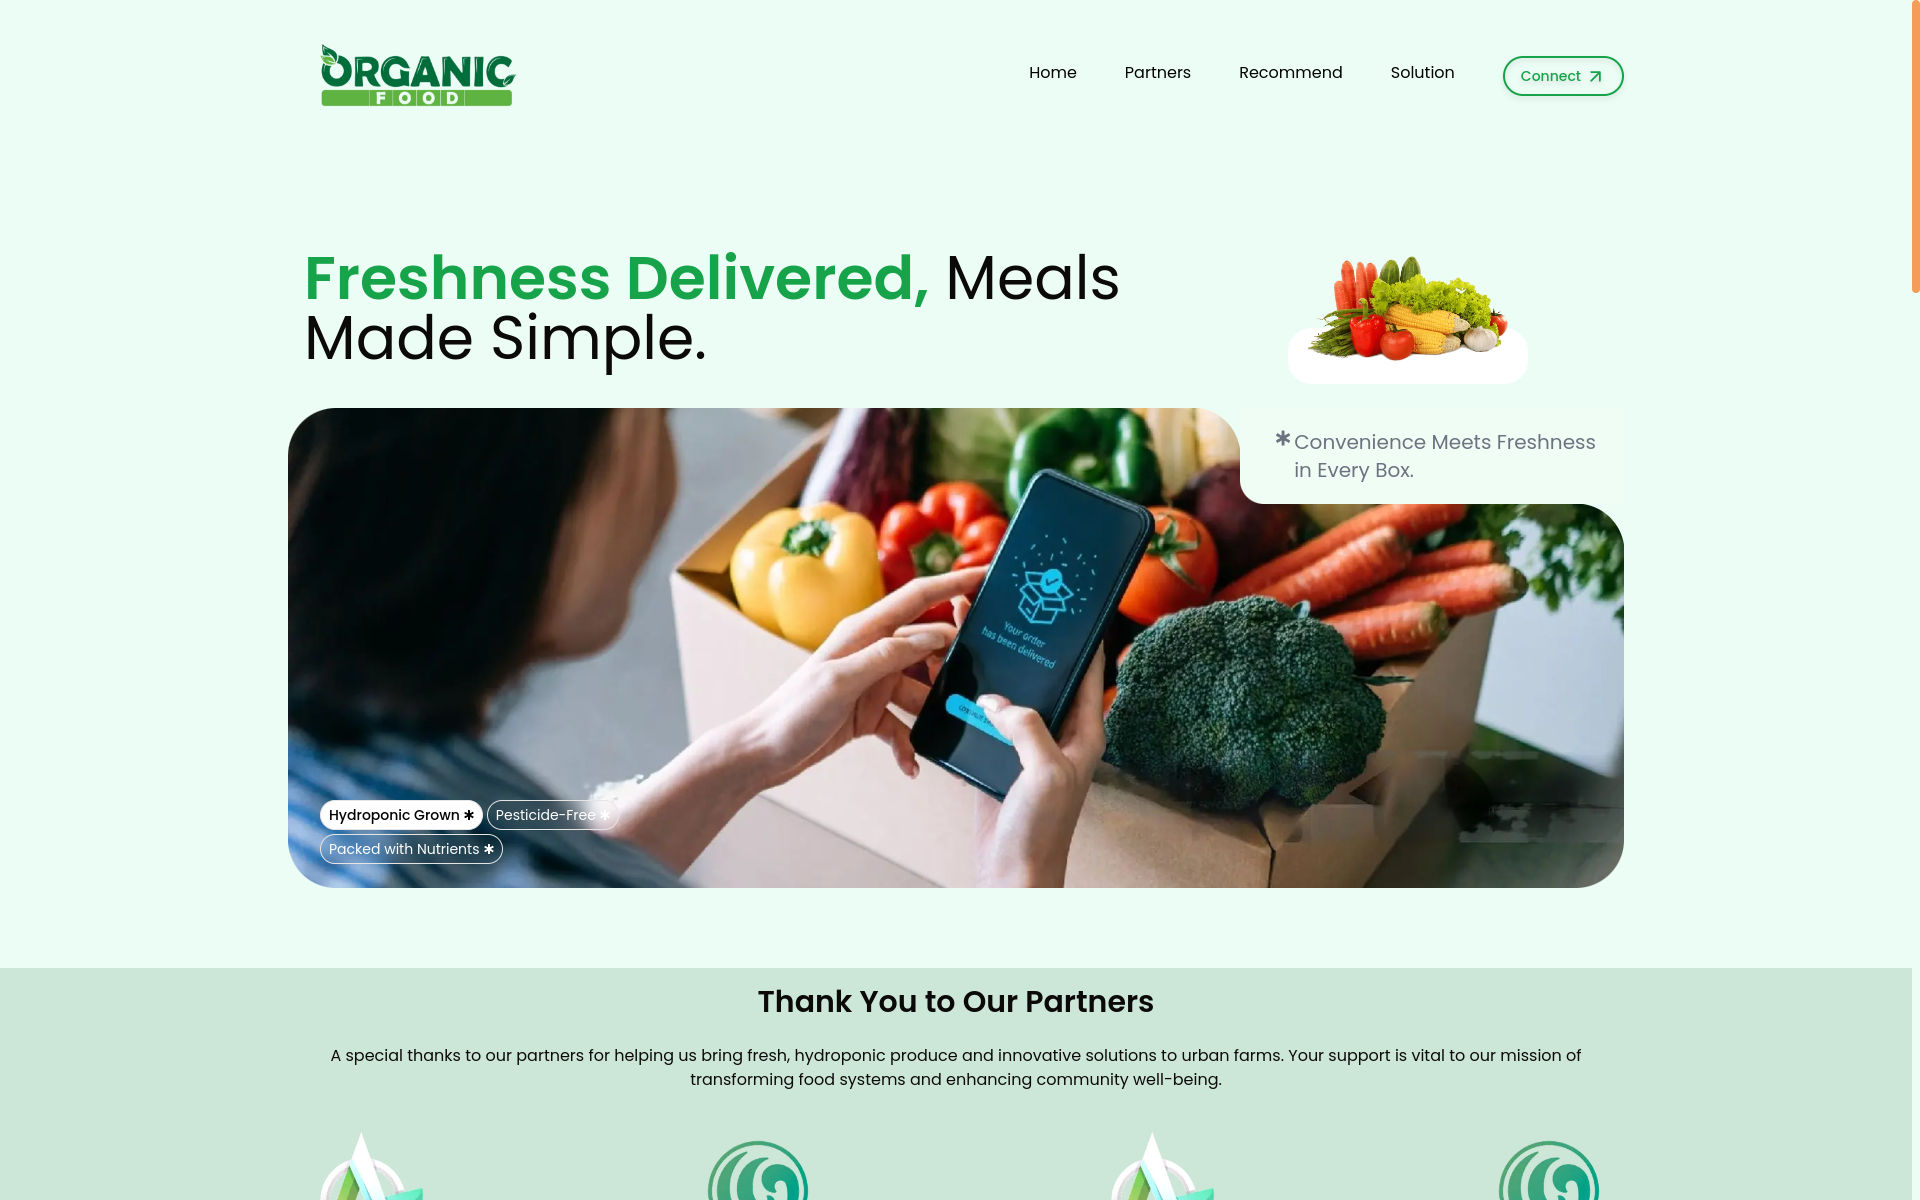 ORGANIC
FOOD
Home
Partners
Recommend
Solution
Connect
Freshness Delivered, Meals
Made Simple.
* Convenience Meets Freshness
in Every Box.
Your order
has been delivered
Hydroponic Grown *
Pesticide-Free *
Packed with Nutrients *
Thank You to Our Partners
A special thanks to our partners for helping us bring fresh, hydroponic produce and innovative solutions to urban farms. Your support is vital to our mission of
transforming food systems and enhancing community well-being.